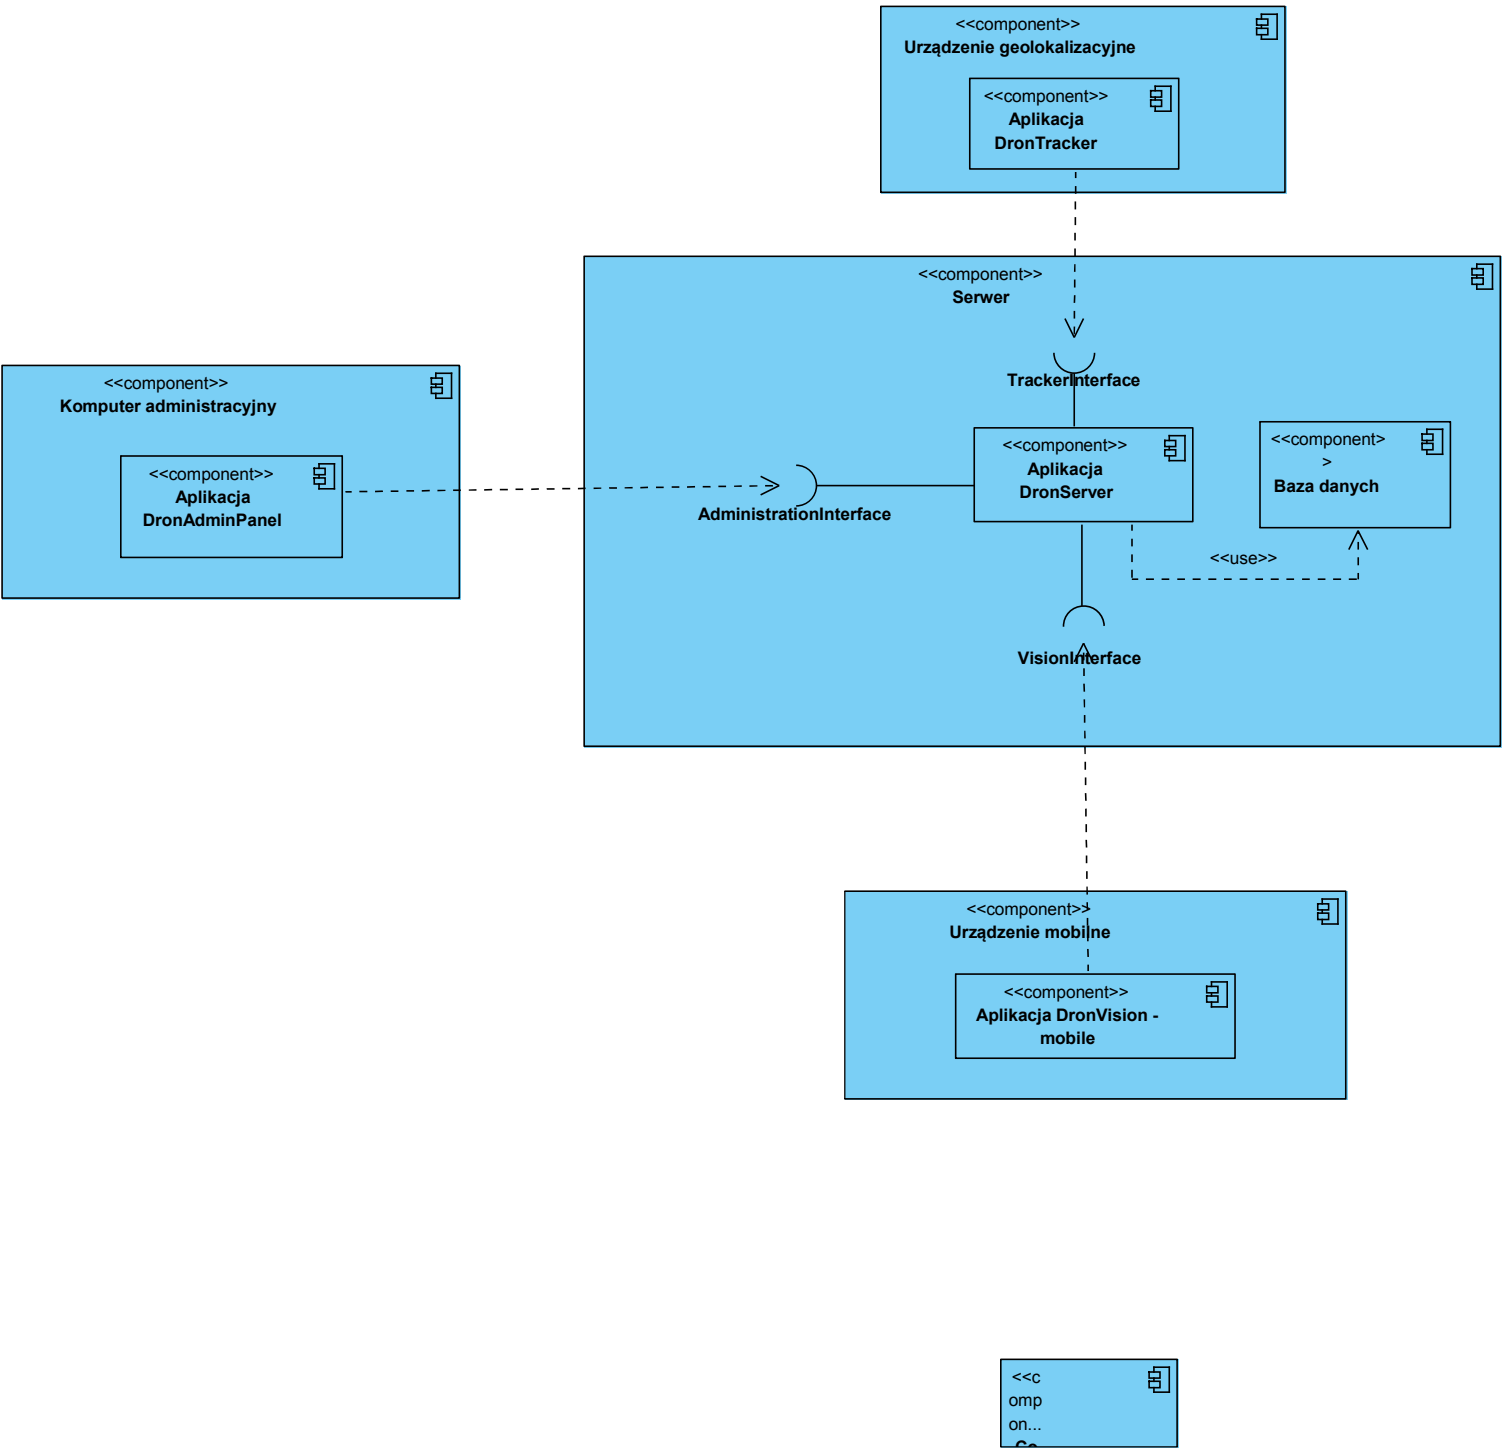 <<component>>
Urządzenie geolokalizacyjne
<<component>>
Aplikacja
DronTracker
<<component>>
Serwer
TrackerInterface
<<component>>
Komputer administracyjny
<<component>>
Aplikacja
DronAdminPanel
AdministrationInterface
<<component>>
Aplikacja
DronServer
<<component>
>
Baza danych
<<use>>
VisionInterface
<<component>>
Urządzenie mobilne
<<component>>
Aplikacja DronVision -
mobile
<<c
omp
on...